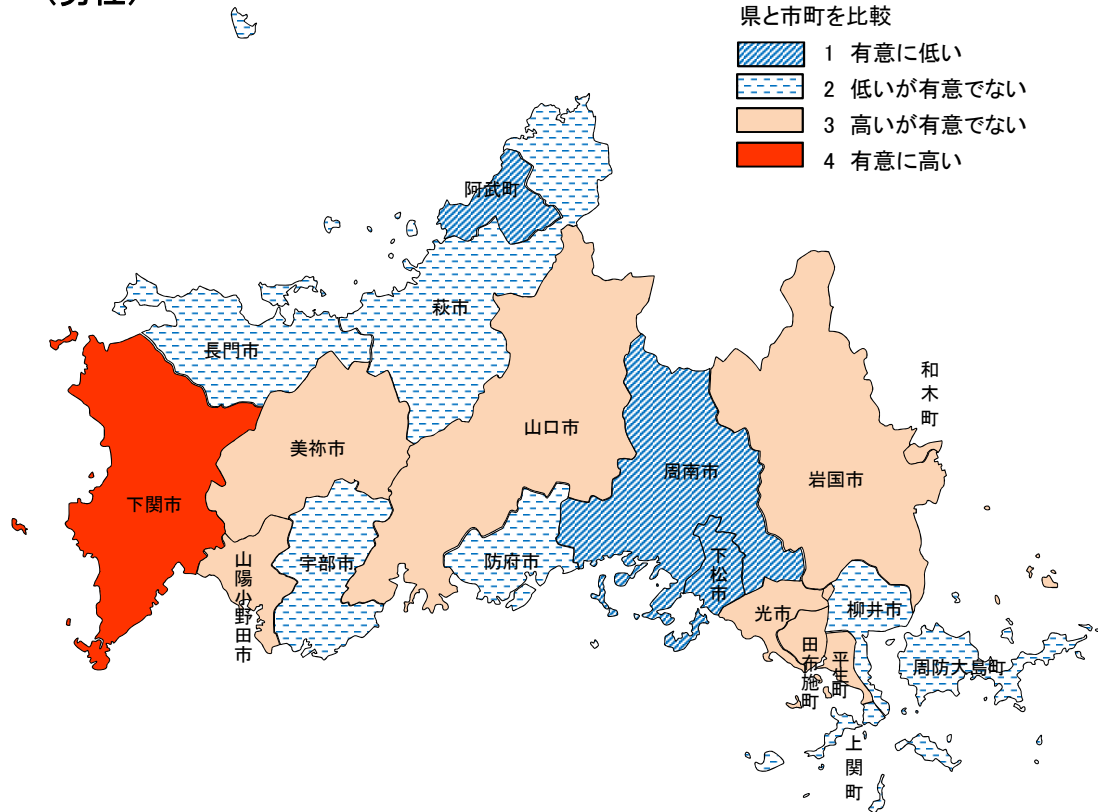 県と市町を比較
1 有意に低い
2 低いが有意でない
3 高いが有意でない
4 有意に高い
阿武町
萩市
長門市
和木町
美祢市
山口市
周南市
岩国市
下関市
山陽小野田市
宇部市
防府市
下松市
光市
柳井市
田布施町
平生町
周防大島町
上関町